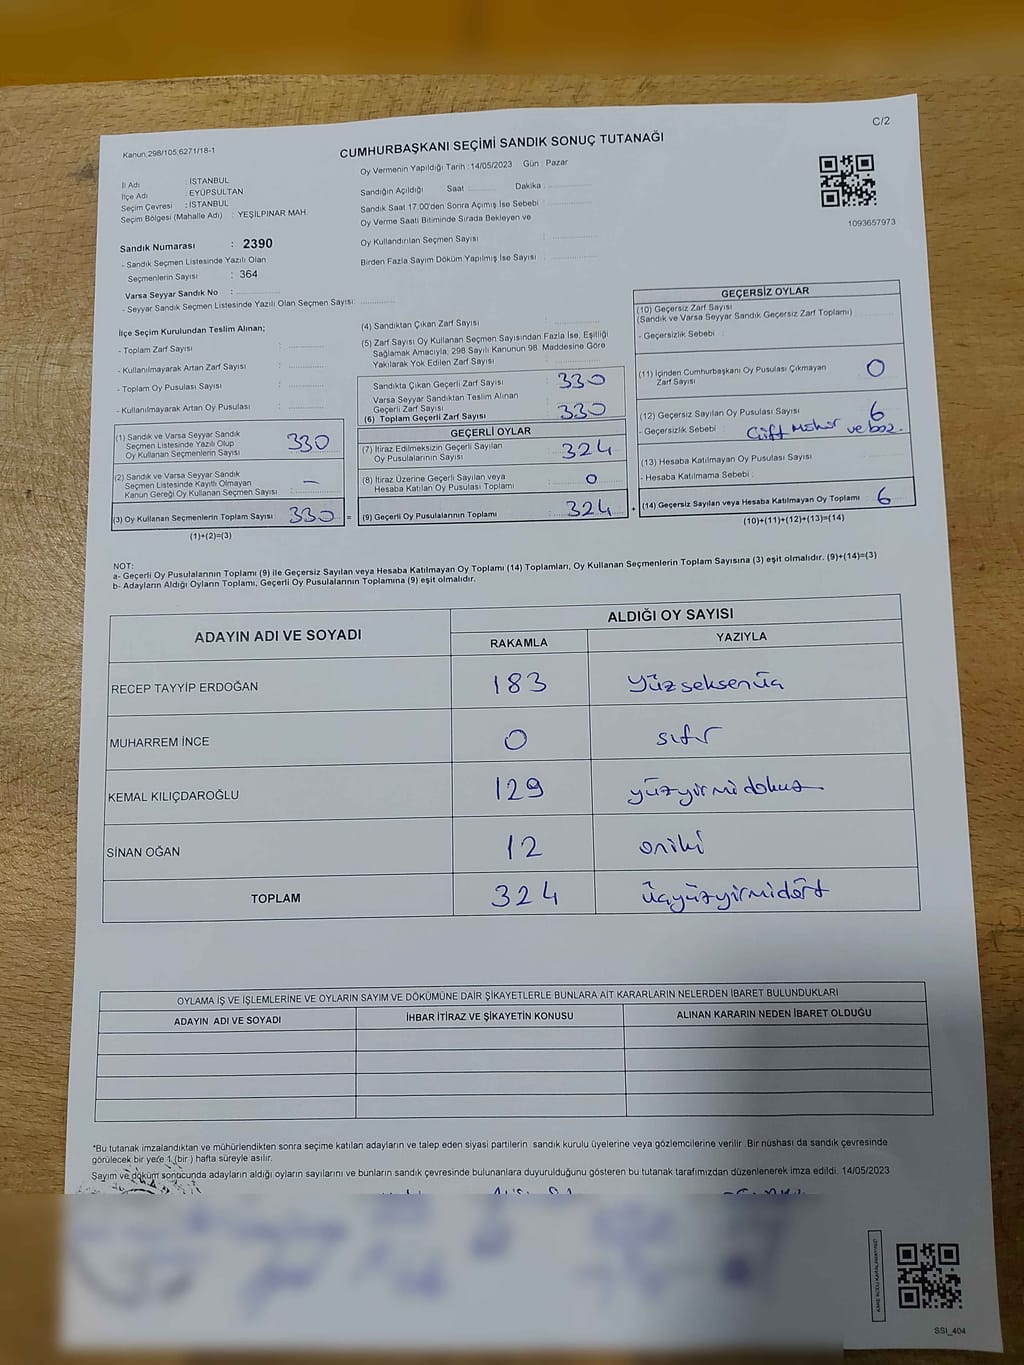 C/2
Kanun;298/105,6271/18-1
CUMHURBAŞKANI SEÇİMİ SANDIK SONUÇ TUTANAĞI
İl Adı : İSTANBUL
İlçe Adı : EYÜPSULTAN
Seçim Çevresi : İSTANBUL
Seçim Bölgesi (Mahalle Adı) : YEŞİLPINAR MAH.
Sandık Numarası : 2390
- Sandık Seçmen Listesinde Yazılı Olan
Seçmenlerin Sayısı : 364
Varsa Seyyar Sandık No :
- Seyyar Sandık Seçmen Listesinde Yazılı Olan Seçmen Sayısı:
Oy Vermenin Yapıldığı Tarih : 14/05/2023 Gün : Pazar
Sandığın Açıldığı Saat Dakika
Sandık Saat 17:00'den Sonra Açımış İse Sebebi :
Oy Verme Saati Bitiminde Sırada Bekleyen ve
Oy Kullandırılan Seçmen Sayısı :
Birden Fazla Sayım Döküm Yapılmış İse Sayısı :
1093657973
İlçe Seçim Kurulundan Teslim Alınan;
- Toplam Zarf Sayısı :
- Kullanılmayarak Artan Zarf Sayısı :
- Toplam Oy Pusulası Sayısı :
- Kullanılmayarak Artan Oy Pusulası :
(1) Sandık ve Varsa Seyyar Sandık
Seçmen Listesinde Yazılı Olup
Oy Kullanan Seçmenlerin Sayısı 330
(2) Sandık ve Varsa Seyyar Sandık
Seçmen Listesinde Kayıtlı Olmayan
Kanun Gereği Oy Kullanan Seçmen Sayısı : –
(3) Oy Kullanan Seçmenlerin Toplam Sayısı 330 =
(1)+(2)=(3)
(4) Sandıktan Çıkan Zarf Sayısı :
(5) Zarf Sayısı Oy Kullanan Seçmen Sayısından Fazla İse, Eşitliği
Sağlamak Amacıyla; 298 Sayılı Kanunun 98. Maddesine Göre
Yakılarak Yok Edilen Zarf Sayısı :
Sandıkta Çıkan Geçerli Zarf Sayısı : 330
Varsa Seyyar Sandıktan Teslim Alınan
Geçerli Zarf Sayısı
(6) Toplam Geçerli Zarf Sayısı : 330
GEÇERLİ OYLAR
(7) İtiraz Edilmeksizin Geçerli Sayılan
Oy Pusulalarının Sayısı : 324
(8) İtiraz Üzerine Geçerli Sayılan veya
Hesaba Katılan Oy Pusulası Toplamı : 0
(9) Geçerli Oy Pusulalarının Toplamı : 324 +
GEÇERSİZ OYLAR
(10) Geçersiz Zarf Sayısı
(Sandık ve Varsa Seyyar Sandık Geçersiz Zarf Toplamı)
- Geçersizlik Sebebi :
(11) İçinden Cumhurbaşkanı Oy Pusulası Çıkmayan
Zarf Sayısı : 0
(12) Geçersiz Sayılan Oy Pusulası Sayısı : 6
- Geçersizlik Sebebi : Çift Mühür ve boş.
(13) Hesaba Katılmayan Oy Pusulası Sayısı :
- Hesaba Katılmama Sebebi :
(14) Geçersiz Sayılan veya Hesaba Katılmayan Oy Toplamı : 6
(10)+(11)+(12)+(13)=(14)
NOT:
a- Geçerli Oy Pusulalarının Toplamı (9) ile Geçersiz Sayılan veya Hesaba Katılmayan Oy Toplamı (14) Toplamları, Oy Kullanan Seçmenlerin Toplam Sayısına (3) eşit olmalıdır. (9)+(14)=(3)
b- Adayların Aldığı Oyların Toplamı, Geçerli Oy Pusulalarının Toplamına (9) eşit olmalıdır.
ADAYIN ADI VE SOYADI
ALDIĞI OY SAYISI
RAKAMLA YAZIYLA
RECEP TAYYİP ERDOĞAN 183 Yüzseksenüç
MUHARREM İNCE 0 sıfır
KEMAL KILIÇDAROĞLU 129 yüzyirmidokuz
SİNAN OĞAN 12 oniki
TOPLAM 324 üçyüzyirmidört
OYLAMA İŞ VE İŞLEMLERİNE VE OYLARIN SAYIM VE DÖKÜMÜNE DAİR ŞİKAYETLERLE BUNLARA AİT KARARLARIN NELERDEN İBARET BULUNDUKLARI
ADAYIN ADI VE SOYADI İHBAR İTİRAZ VE ŞİKAYETİN KONUSU ALINAN KARARIN NEDEN İBARET OLDUĞU
*Bu tutanak imzalandıktan ve mühürlendikten sonra seçime katılan adayların ve talep eden siyasi partilerin sandık kurulu üyelerine veya gözlemcilerine verilir. Bir nüshası da sandık çevresinde
görülecek bir yere 1 (bir ) hafta süreyle asılır.
Sayım ve döküm sonucunda adayların aldığı oyların sayılarını ve bunların sandık çevresinde bulunanlara duyurulduğunu gösteren bu tutanak tarafımızdan düzenlenerek imza edildi. 14/05/2023
SSI_404